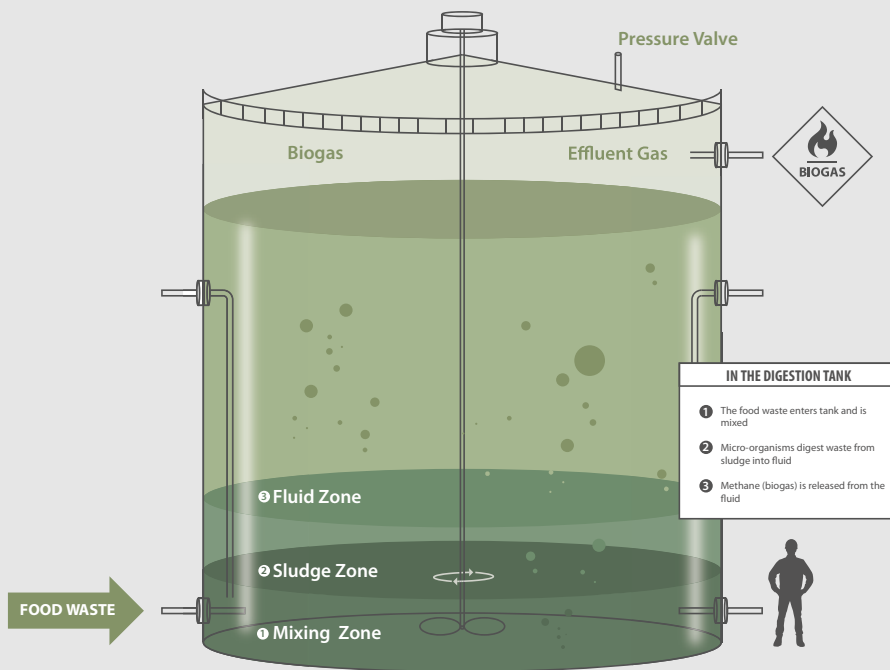 Pressure Valve
Biogas
Effluent Gas
BIOGAS
IN THE DIGESTION TANK
1 The food waste enters tank and is
mixed
2 Micro-organisms digest waste from
sludge into fluid
3 Methane (biogas) is released from the
fluid
3 Fluid Zone
2 Sludge Zone
FOOD WASTE
1 Mixing Zone